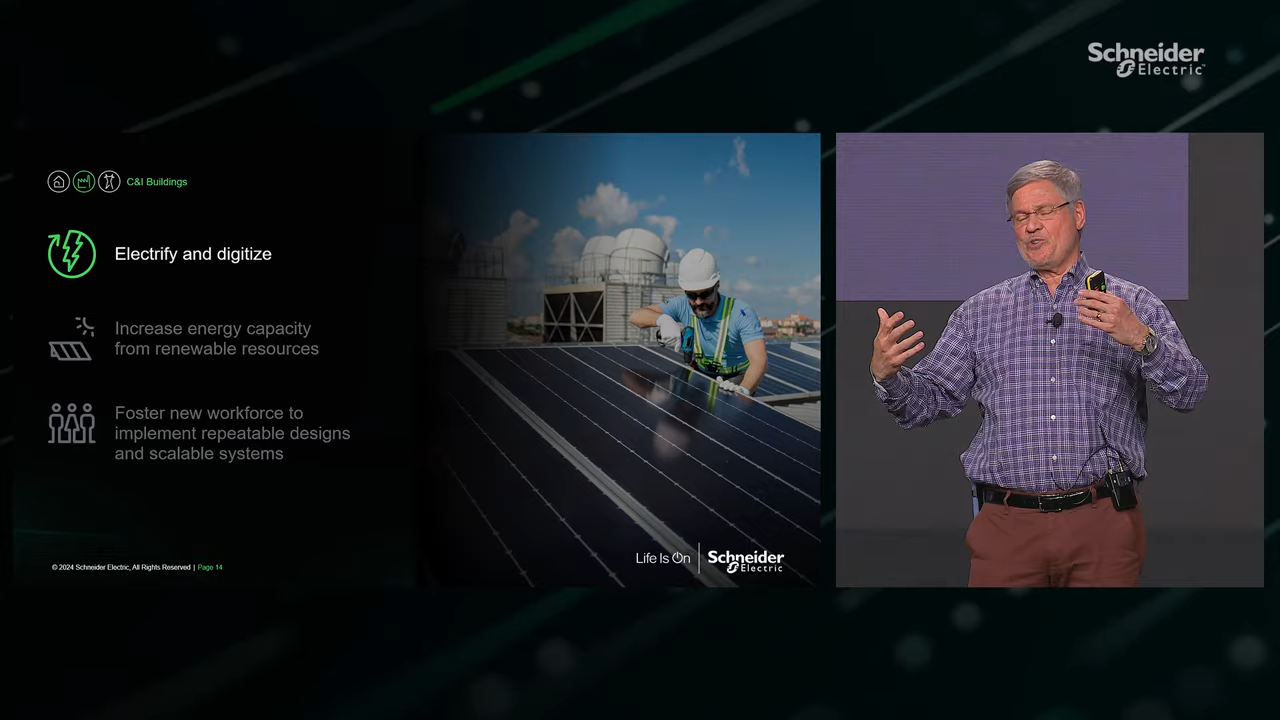 Schneider
Electric
C&I Buildings
Electrify and digitize
Increase energy capacity
from renewable resources
Foster new workforce to
implement repeatable designs
and scalable systems
© 2024 Schneider Electric, All Rights Reserved | Page 14
Life Is On
Schneider
Electric